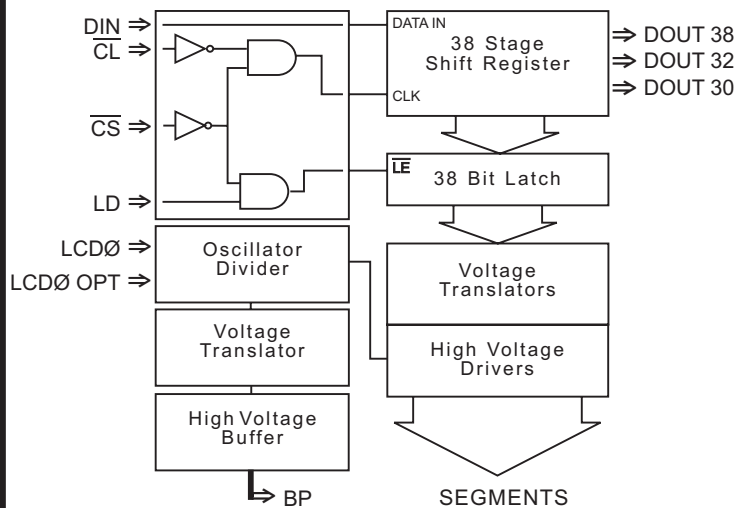 DIN
CL
CS
LD
LCDØ
LCDØ OPT
DATA IN
CLK
38 Stage
Shift Register
DOUT 38
DOUT 32
DOUT 30
LE
38 Bit Latch
Oscillator
Divider
Voltage
Translators
Voltage
Translator
High Voltage
Drivers
High Voltage
Buffer
BP
SEGMENTS